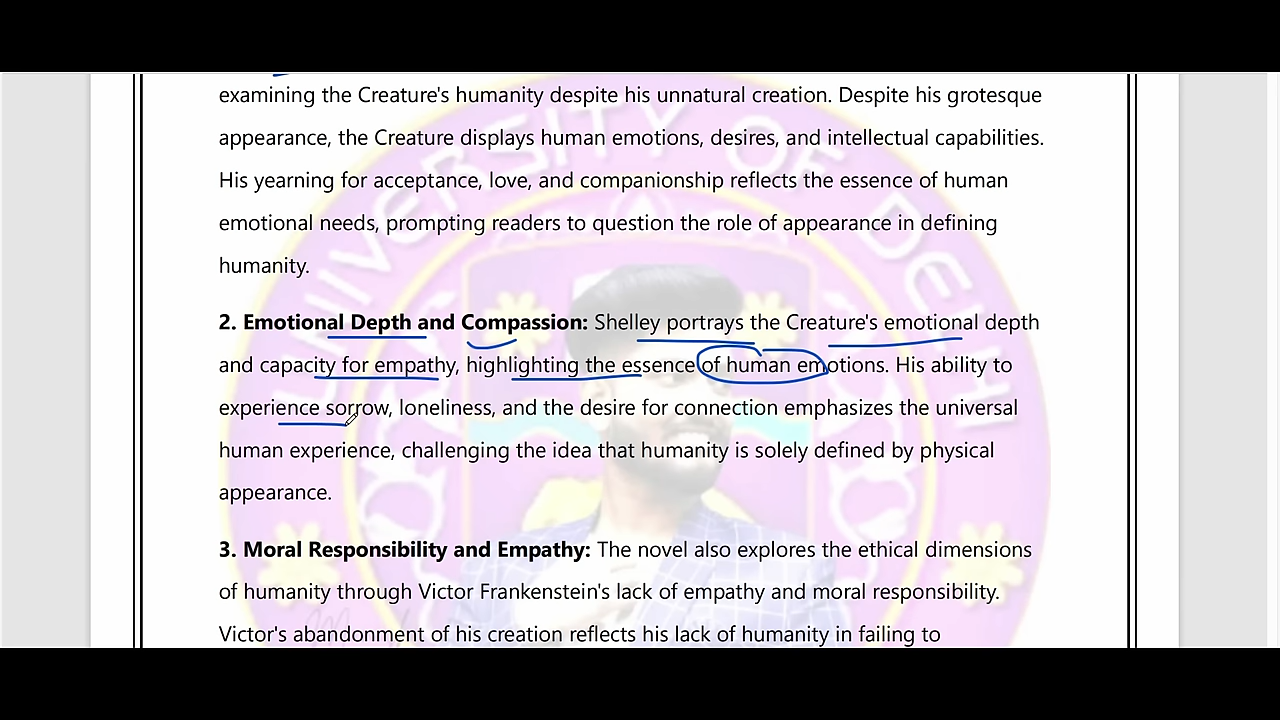 examining the Creature's humanity despite his unnatural creation. Despite his grotesque
appearance, the Creature displays human emotions, desires, and intellectual capabilities.
His yearning for acceptance, love, and companionship reflects the essence of human
emotional needs, prompting readers to question the role of appearance in defining
humanity.
2. Emotional Depth and Compassion: Shelley portrays the Creature's emotional depth
and capacity for empathy, highlighting the essence of human emotions. His ability to
experience sorrow, loneliness, and the desire for connection emphasizes the universal
human experience, challenging the idea that humanity is solely defined by physical
appearance.
3. Moral Responsibility and Empathy: The novel also explores the ethical dimensions
of humanity through Victor Frankenstein's lack of empathy and moral responsibility.
Victor's abandonment of his creation reflects his lack of humanity in failing to
UNIVERSITY OF DELHI